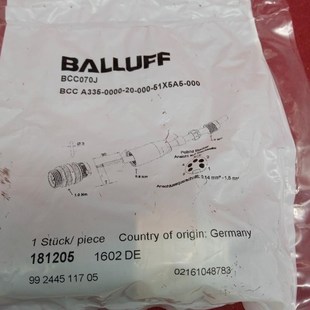 BALLUFF
BCC070J
BCC A335-0000-20-000-51X5A5-000
1 Stück/ piece Country of origin: Germany
181205 1602 DE
99 2445 117 05 02161048783